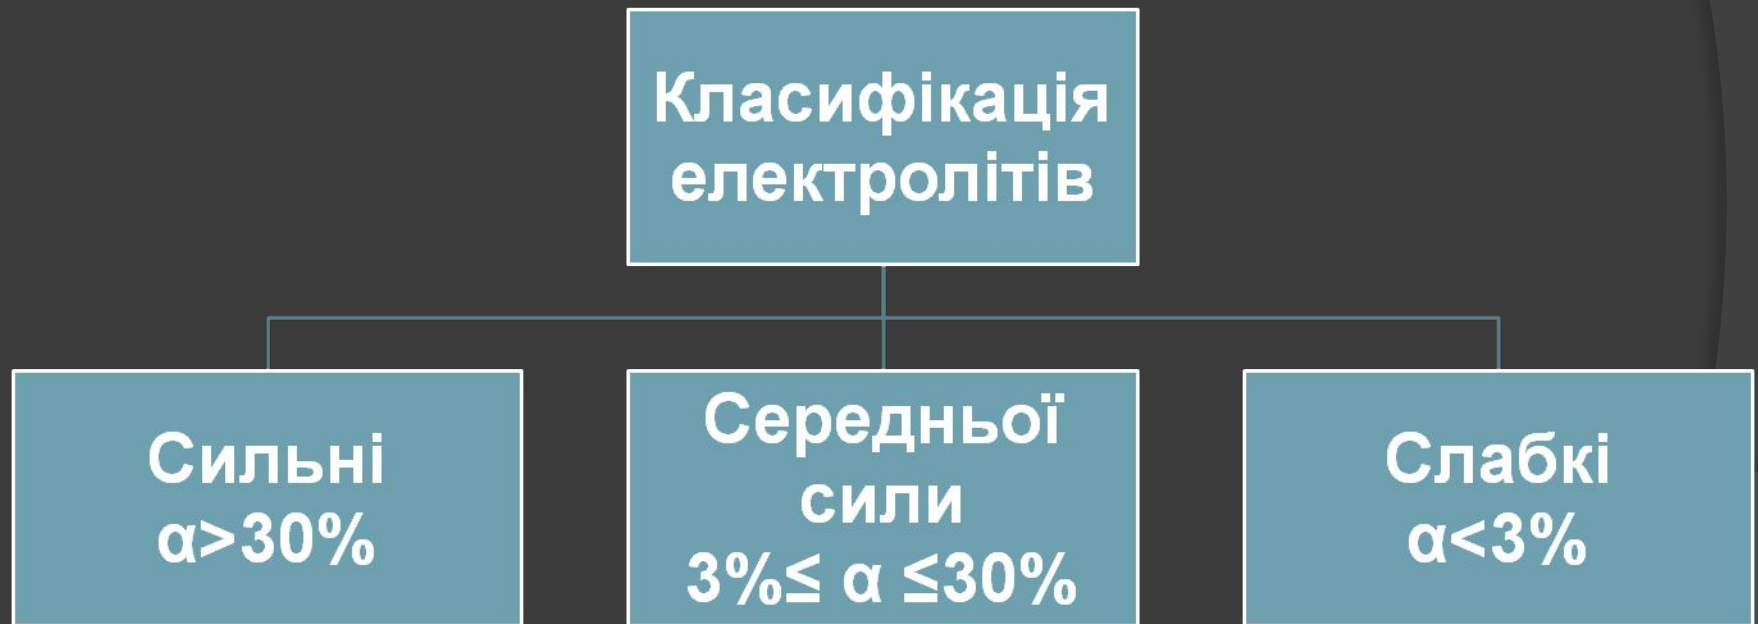 Класифікація
електролітів
Сильні
α>30%
Середньої
сили
3%≤ α ≤30%
Слабкі
α<3%